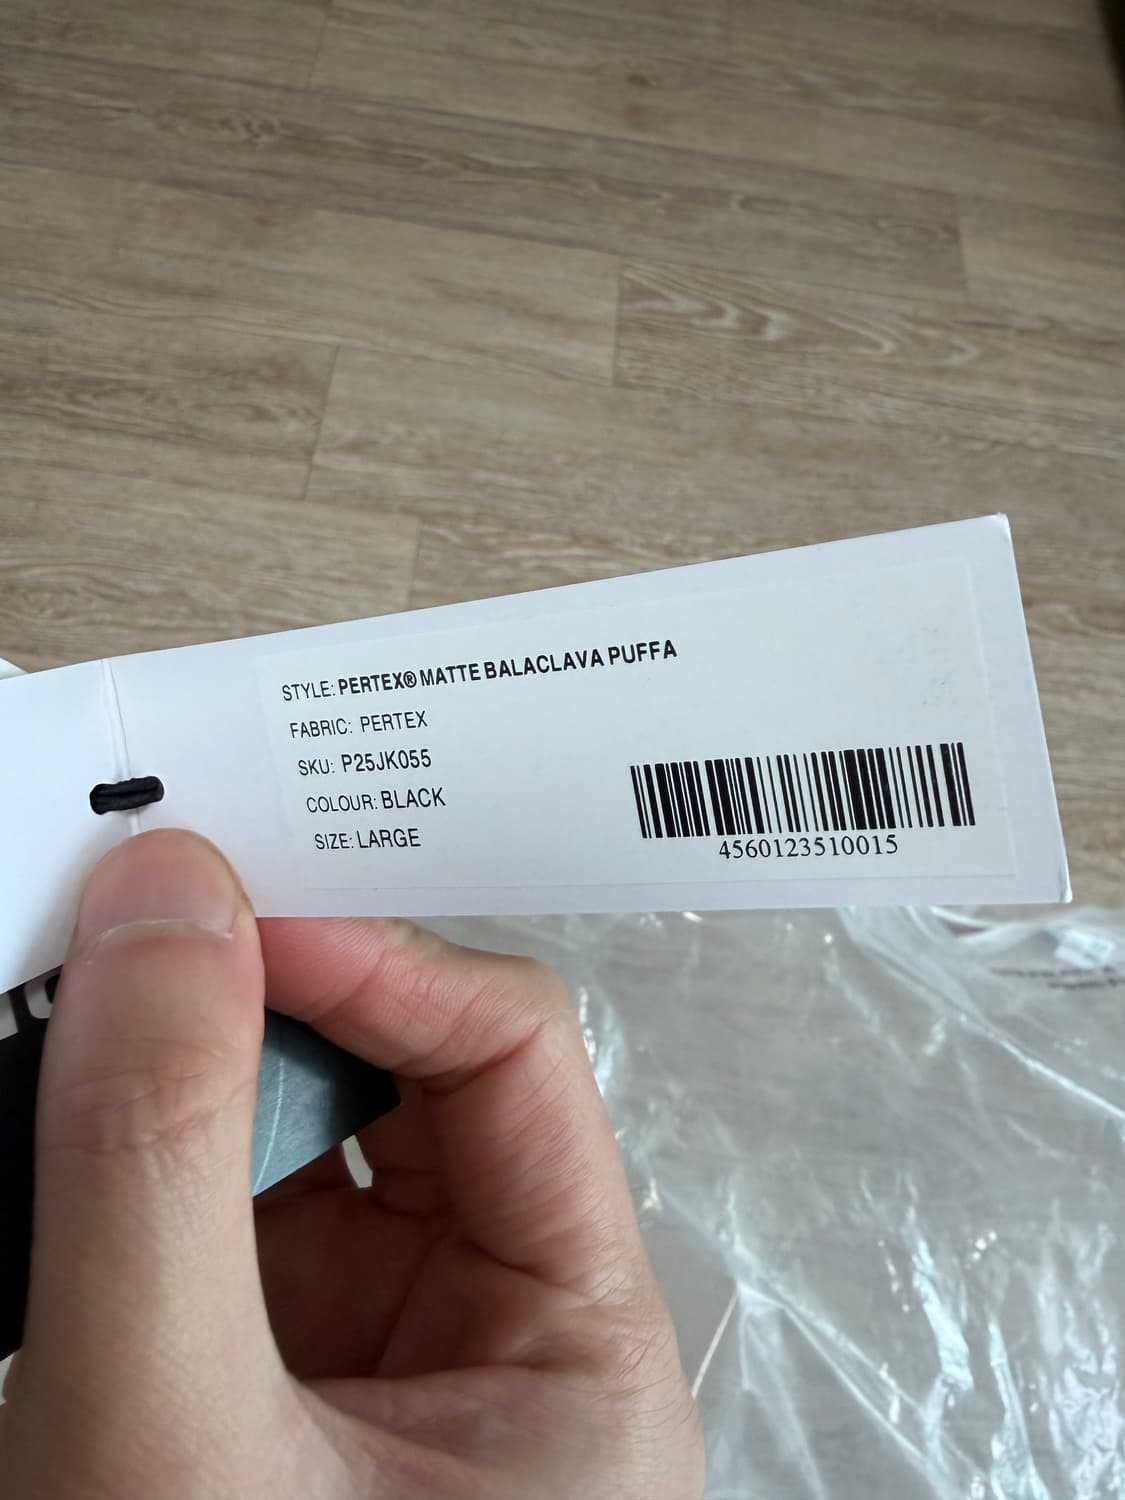 STYLE: PERTEX® MATTE BALACLAVA PUFFA
FABRIC: PERTEX
SKU: P25JK055
COLOUR: BLACK
SIZE: LARGE
4560123510015